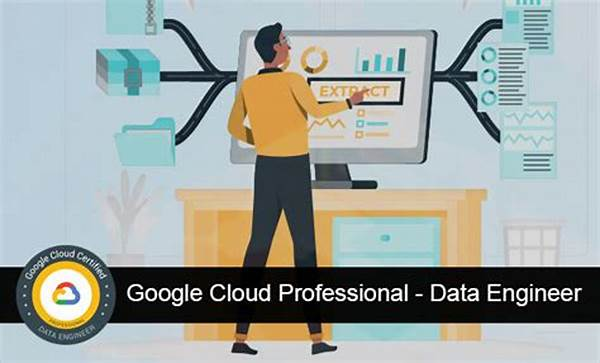 EXTRACT
Google Cloud Certified
PROFESSIONAL
DATA ENGINEER
Google Cloud Professional - Data Engineer